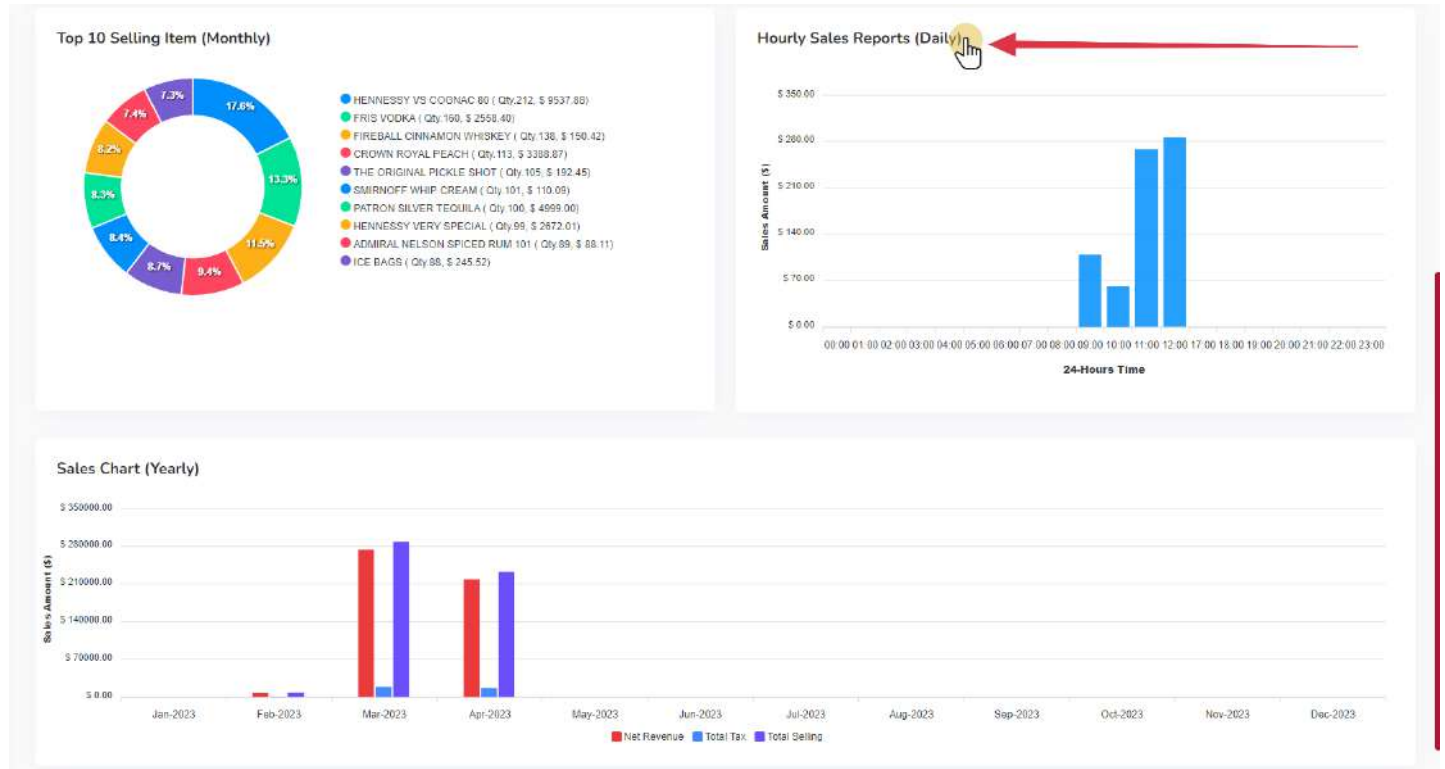 Top 10 Selling Item (Monthly)
17.6%
13.3%
11.5%
9.4%
8.7%
8.4%
8.3%
8.2%
7.4%
7.3%
HENNESSY VS COGNAC 80 ( Qty.212, $ 9537.88)
FRIS VODKA ( Qty.160, $ 2558.40)
FIREBALL CINNAMON WHISKEY ( Qty.138, $ 150.42)
CROWN ROYAL PEACH ( Qty.113, $ 3388.87)
THE ORIGINAL PICKLE SHOT ( Qty.105, $ 192.45)
SMIRNOFF WHIP CREAM ( Qty.101, $ 110.09)
PATRON SILVER TEQUILA ( Qty.100, $ 4999.00)
HENNESSY VERY SPECIAL ( Qty.99, $ 2672.01)
ADMIRAL NELSON SPICED RUM 101 ( Qty.89, $ 88.11)
ICE BAGS ( Qty.88, $ 245.52)
Hourly Sales Reports (Daily)
Sales Amount ($)
$ 350.00
$ 280.00
$ 210.00
$ 140.00
$ 70.00
$ 0.00
00:00 01:00 02:00 03:00 04:00 05:00 06:00 07:00 08:00 09:00 10:00 11:00 12:00 17:00 18:00 19:00 20:00 21:00 22:00 23:00
24-Hours Time
Sales Chart (Yearly)
Sales Amount ($)
$ 350000.00
$ 280000.00
$ 210000.00
$ 140000.00
$ 70000.00
$ 0.00
Jan-2023 Feb-2023 Mar-2023 Apr-2023 May-2023 Jun-2023 Jul-2023 Aug-2023 Sep-2023 Oct-2023 Nov-2023 Dec-2023
Net Revenue Total Tax Total Selling